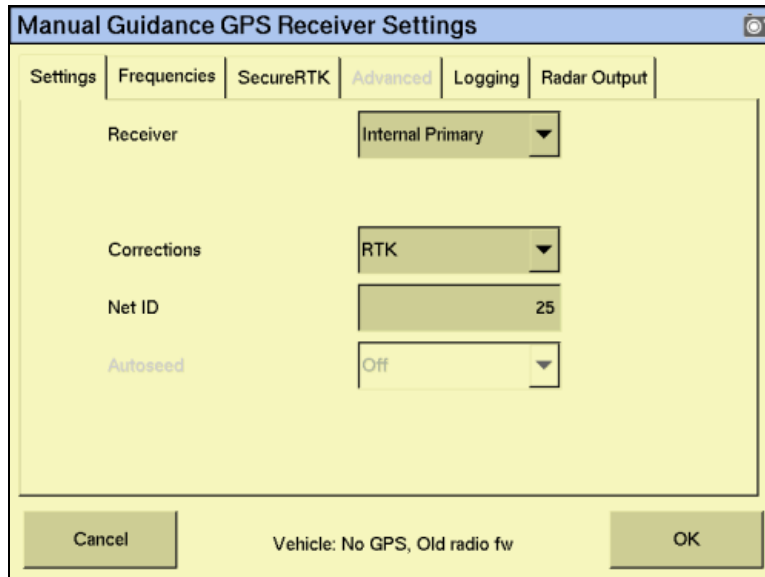 Manual Guidance GPS Receiver Settings
Settings Frequencies SecureRTK Advanced Logging Radar Output
Receiver Internal Primary
Corrections RTK
Net ID 25
Autoseed Off
Cancel Vehicle: No GPS, Old radio fw OK